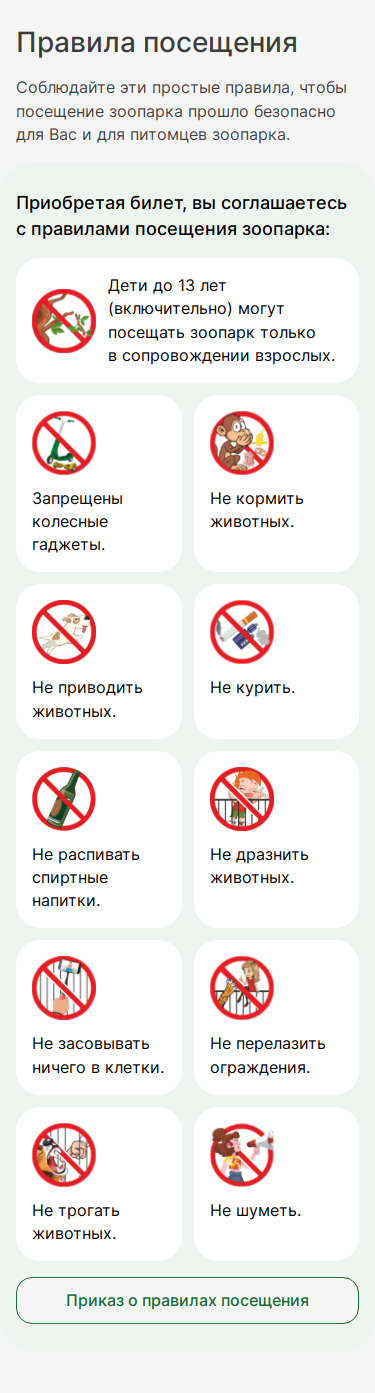 Правила посещения
Соблюдайте эти простые правила, чтобы
посещение зоопарка прошло безопасно
для Вас и для питомцев зоопарка.
Приобретая билет, вы соглашаетесь
с правилами посещения зоопарка:
Дети до 13 лет
(включительно) могут
посещать зоопарк только
в сопровождении взрослых.
Запрещены
колесные
гаджеты.
Не кормить
животных.
Не приводить
животных.
Не курить.
Не распивать
спиртные
напитки.
Не дразнить
животных.
Не засовывать
ничего в клетки.
Не перелазить
ограждения.
Не трогать
животных.
Не шуметь.
Приказ о правилах посещения